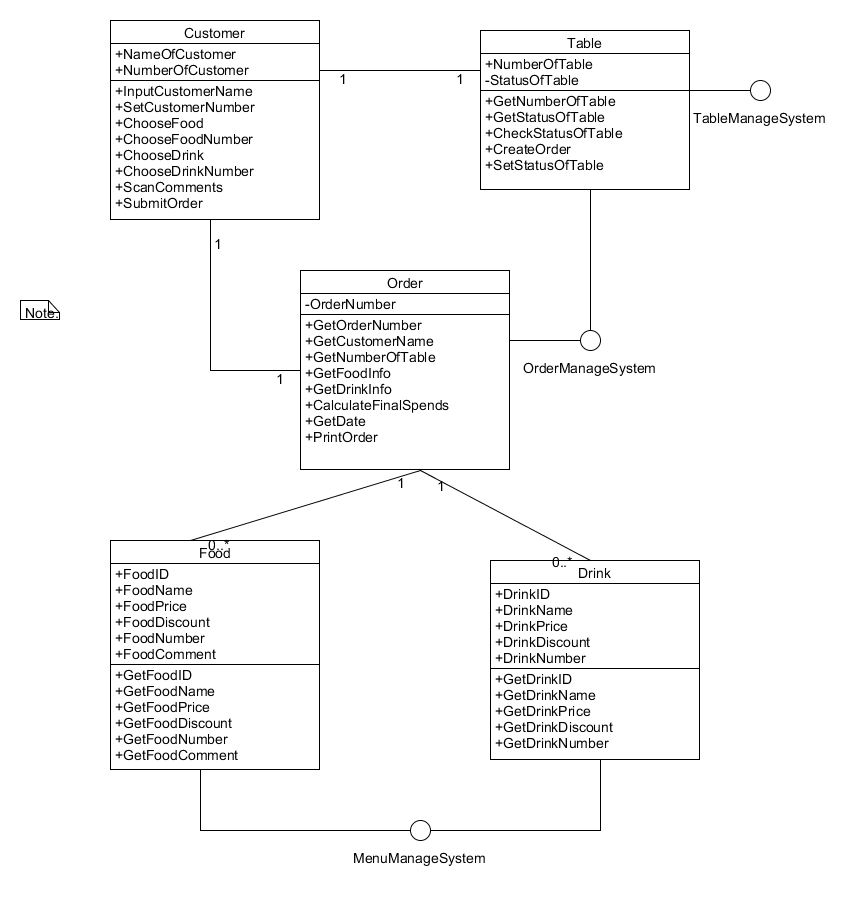 Customer
+NameOfCustomer
+NumberOfCustomer
+InputCustomerName
+SetCustomerNumber
+ChooseFood
+ChooseFoodNumber
+ChooseDrink
+ChooseDrinkNumber
+ScanComments
+SubmitOrder
1
1
Table
+NumberOfTable
-StatusOfTable
+GetNumberOfTable
+GetStatusOfTable
+CheckStatusOfTable
+CreateOrder
+SetStatusOfTable
TableManageSystem
1
1
Note:
Order
-OrderNumber
+GetOrderNumber
+GetCustomerName
+GetNumberOfTable
+GetFoodInfo
+GetDrinkInfo
+CalculateFinalSpends
+GetDate
+PrintOrder
OrderManageSystem
1
1
0..*
Food
+FoodID
+FoodName
+FoodPrice
+FoodDiscount
+FoodNumber
+FoodComment
+GetFoodID
+GetFoodName
+GetFoodPrice
+GetFoodDiscount
+GetFoodNumber
+GetFoodComment
0..*
Drink
+DrinkID
+DrinkName
+DrinkPrice
+DrinkDiscount
+DrinkNumber
+GetDrinkID
+GetDrinkName
+GetDrinkPrice
+GetDrinkDiscount
+GetDrinkNumber
MenuManageSystem